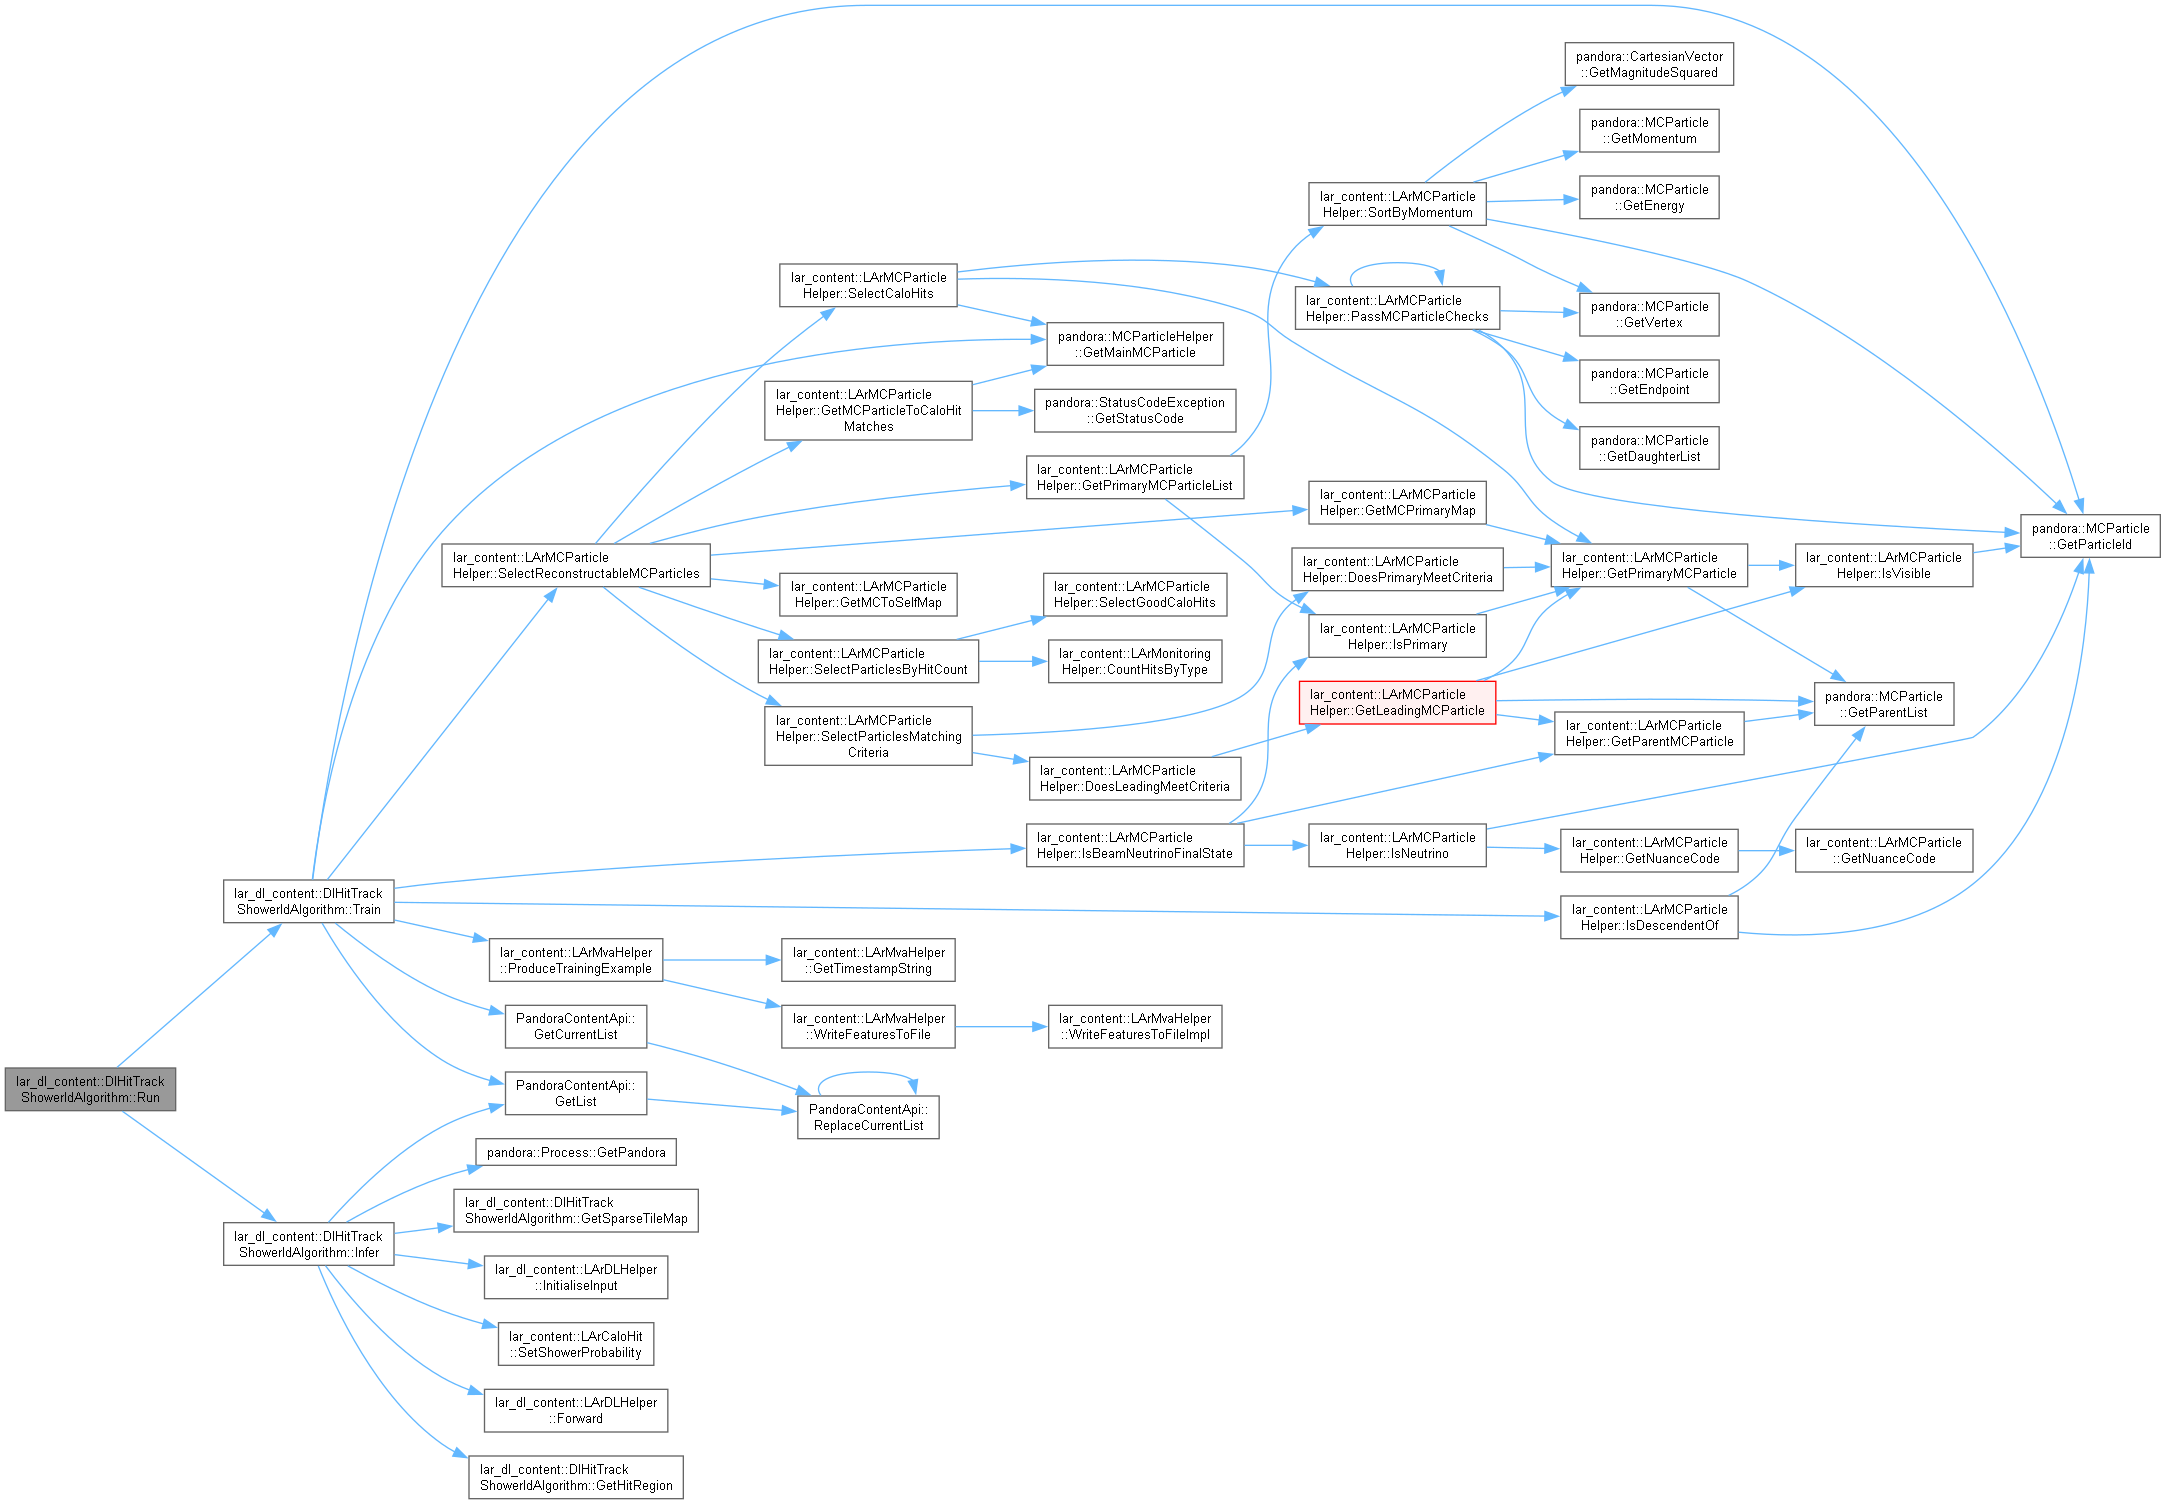 lar_dl_content::DlHitTrack
ShowerIdAlgorithm::Run
lar_dl_content::DlHitTrack
ShowerIdAlgorithm::Train
lar_dl_content::DlHitTrack
ShowerIdAlgorithm::Infer
lar_content::LArMCParticle
Helper::SelectReconstructableMCParticles
lar_content::LArMvaHelper
::ProduceTrainingExample
PandoraContentApi::
GetCurrentList
PandoraContentApi::
GetList
pandora::Process::GetPandora
lar_dl_content::DlHitTrack
ShowerIdAlgorithm::GetSparseTileMap
lar_dl_content::LArDLHelper
::InitialiseInput
lar_content::LArCaloHit
::SetShowerProbability
lar_dl_content::LArDLHelper
::Forward
lar_dl_content::DlHitTrack
ShowerIdAlgorithm::GetHitRegion
lar_content::LArMCParticle
Helper::SelectCaloHits
lar_content::LArMCParticle
Helper::GetMCParticleToCaloHit
Matches
lar_content::LArMCParticle
Helper::GetMCToSelfMap
lar_content::LArMCParticle
Helper::SelectParticlesByHitCount
lar_content::LArMCParticle
Helper::SelectParticlesMatching
Criteria
lar_content::LArMvaHelper
::GetTimestampString
lar_content::LArMvaHelper
::WriteFeaturesToFile
PandoraContentApi::
ReplaceCurrentList
pandora::MCParticleHelper
::GetMainMCParticle
pandora::StatusCodeException
::GetStatusCode
lar_content::LArMCParticle
Helper::GetPrimaryMCParticleList
lar_content::LArMCParticle
Helper::SelectGoodCaloHits
lar_content::LArMonitoring
Helper::CountHitsByType
lar_content::LArMCParticle
Helper::DoesLeadingMeetCriteria
lar_content::LArMCParticle
Helper::IsBeamNeutrinoFinalState
lar_content::LArMvaHelper
::WriteFeaturesToFileImpl
lar_content::LArMCParticle
Helper::SortByMomentum
lar_content::LArMCParticle
Helper::PassMCParticleChecks
lar_content::LArMCParticle
Helper::GetMCPrimaryMap
lar_content::LArMCParticle
Helper::DoesPrimaryMeetCriteria
lar_content::LArMCParticle
Helper::IsPrimary
lar_content::LArMCParticle
Helper::GetLeadingMCParticle
lar_content::LArMCParticle
Helper::IsNeutrino
pandora::CartesianVector
::GetMagnitudeSquared
pandora::MCParticle
::GetMomentum
pandora::MCParticle
::GetEnergy
pandora::MCParticle
::GetVertex
pandora::MCParticle
::GetEndpoint
pandora::MCParticle
::GetDaughterList
lar_content::LArMCParticle
Helper::GetPrimaryMCParticle
lar_content::LArMCParticle
Helper::GetParentMCParticle
lar_content::LArMCParticle
Helper::GetNuanceCode
lar_content::LArMCParticle
Helper::IsDescendentOf
lar_content::LArMCParticle
Helper::IsVisible
pandora::MCParticle
::GetParentList
lar_content::LArMCParticle
::GetNuanceCode
pandora::MCParticle
::GetParticleId